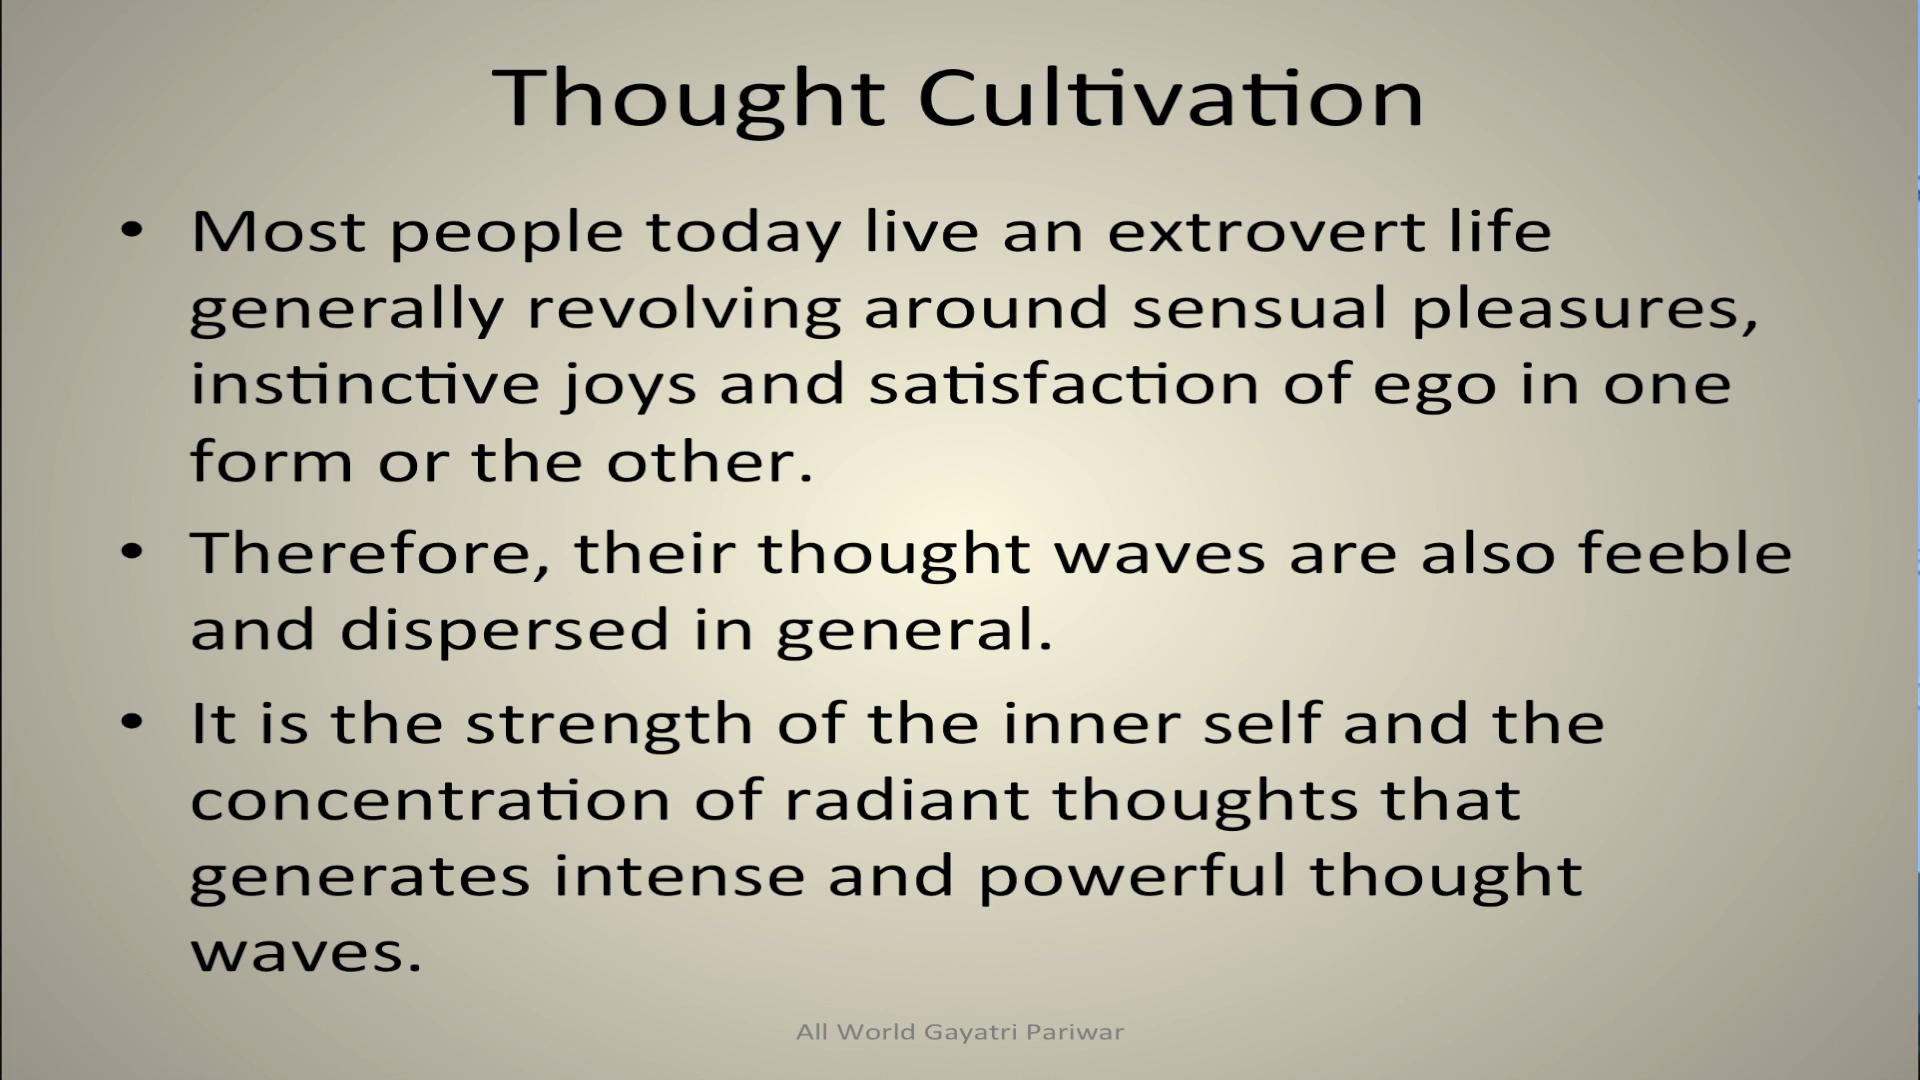 Thought Cultivation
• Most people today live an extrovert life
generally revolving around sensual pleasures,
instinctive joys and satisfaction of ego in one
form or the other.
• Therefore, their thought waves are also feeble
and dispersed in general.
• It is the strength of the inner self and the
concentration of radiant thoughts that
generates intense and powerful thought
waves.
All World Gayatri Pariwar